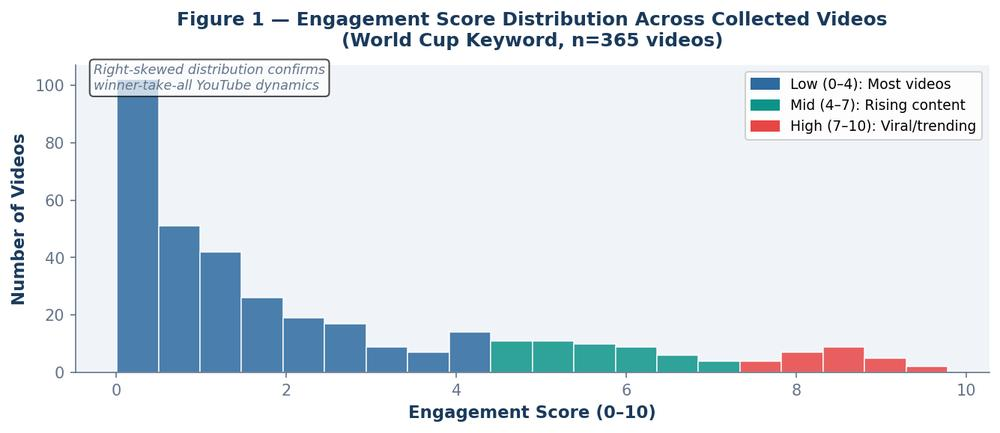 Figure 1 — Engagement Score Distribution Across Collected Videos
(World Cup Keyword, n=365 videos)
Right-skewed distribution confirms
winner-take-all YouTube dynamics
Low (0–4): Most videos
Mid (4–7): Rising content
High (7–10): Viral/trending
Number of Videos
100
80
60
40
20
0
0 2 4 6 8 10
Engagement Score (0–10)